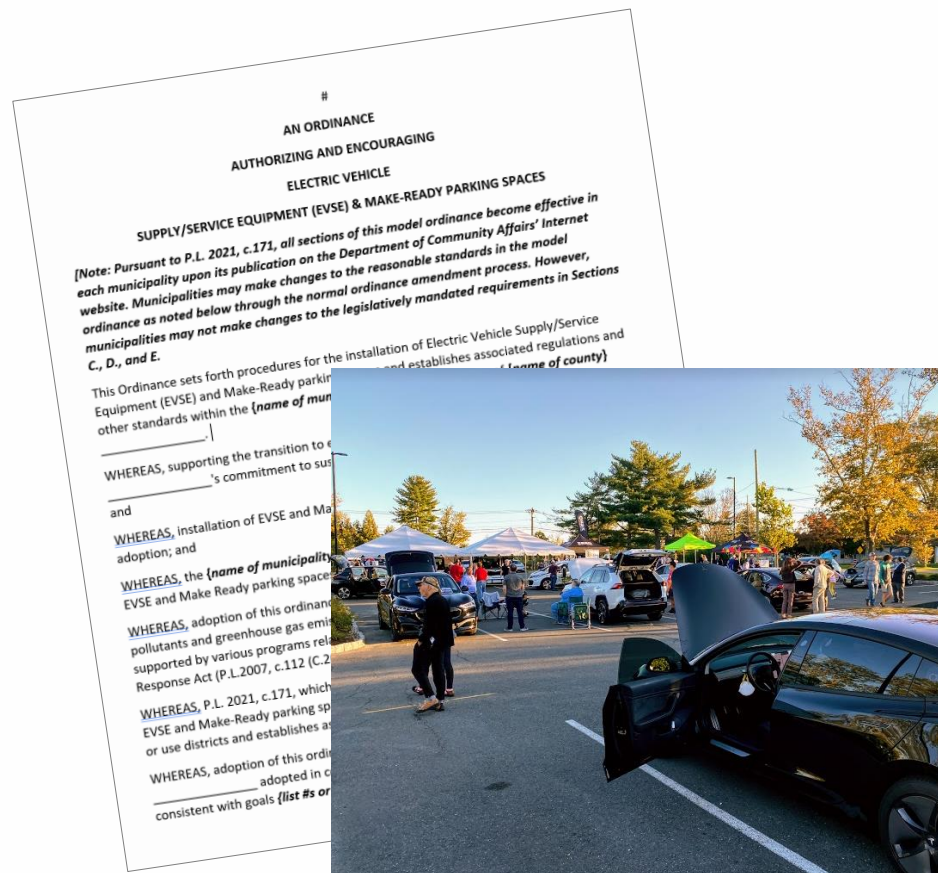 #
AN ORDINANCE
AUTHORIZING AND ENCOURAGING
ELECTRIC VEHICLE
SUPPLY/SERVICE EQUIPMENT (EVSE) & MAKE-READY PARKING SPACES
[Note: Pursuant to P.L. 2021, c.171, all sections of this model ordinance become effective in
each municipality upon its publication on the Department of Community Affairs’ Internet
website. Municipalities may make changes to the reasonable standards in the model
ordinance as noted below through the normal ordinance amendment process. However,
municipalities may not make changes to the legislatively mandated requirements in Sections
C., D., and E.
This Ordinance sets forth procedures for the installation of Electric Vehicle Supply/Service
Equipment (EVSE) and Make-Ready parkin and establishes associated regulations and
other standards within the {name of mun name of county}
____________.
WHEREAS, supporting the transition to e
____________'s commitment to sus
and
WHEREAS, installation of EVSE and Ma
adoption; and
WHEREAS, the {name of municipality
EVSE and Make Ready parking space
WHEREAS, adoption of this ordinanc
pollutants and greenhouse gas emis
supported by various programs rela
Response Act (P.L.2007, c.112 (C.2
WHEREAS, P.L. 2021, c.171, which
EVSE and Make-Ready parking sp
or use districts and establishes as
WHEREAS, adoption of this ordi
____________ adopted in c
consistent with goals {list #s or